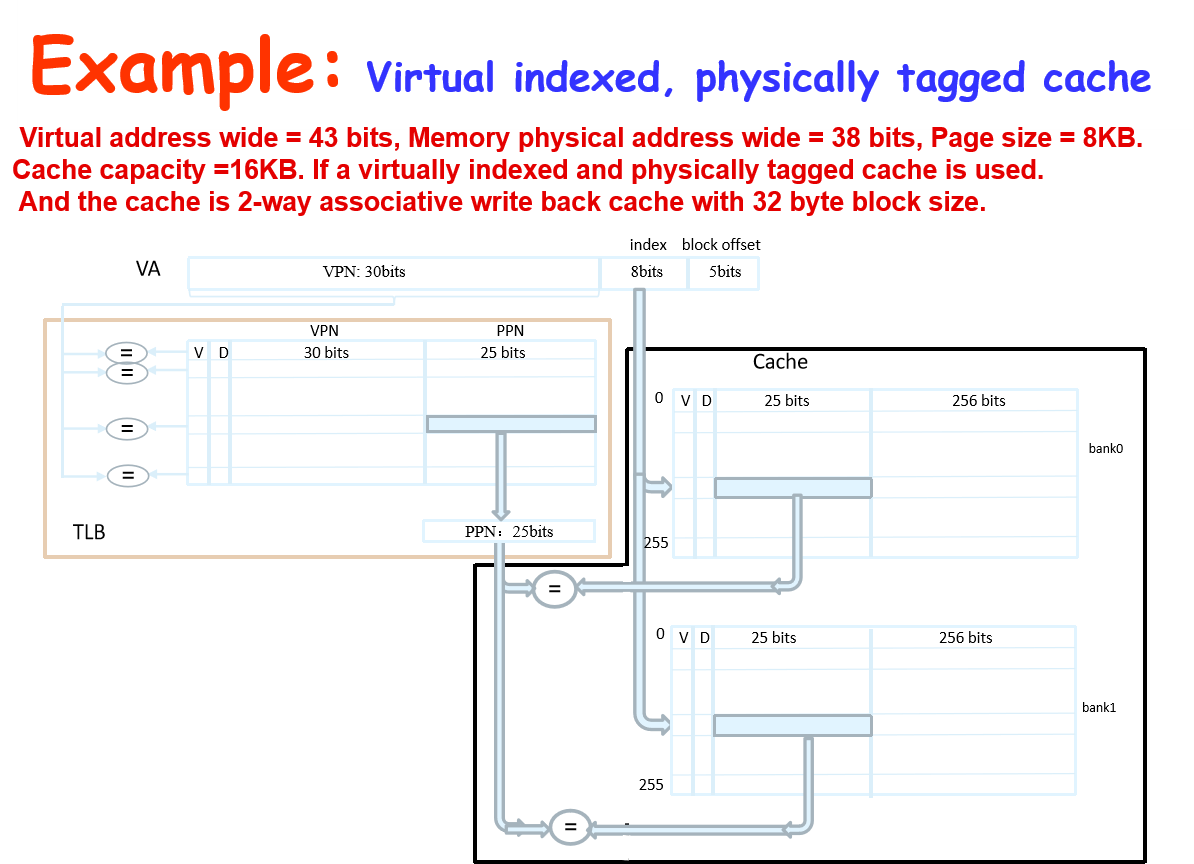 Example: Virtual indexed, physically tagged cache
Virtual address wide = 43 bits, Memory physical address wide = 38 bits, Page size = 8KB.
Cache capacity =16KB. If a virtually indexed and physically tagged cache is used.
And the cache is 2-way associative write back cache with 32 byte block size.
index block offset
VA VPN: 30bits 8bits 5bits
VPN PPN
= V D 30 bits 25 bits
=
=
=
TLB PPN: 25bits
Cache
0 V D 25 bits 256 bits
bank0
255
=
0 V D 25 bits 256 bits
bank1
255
=